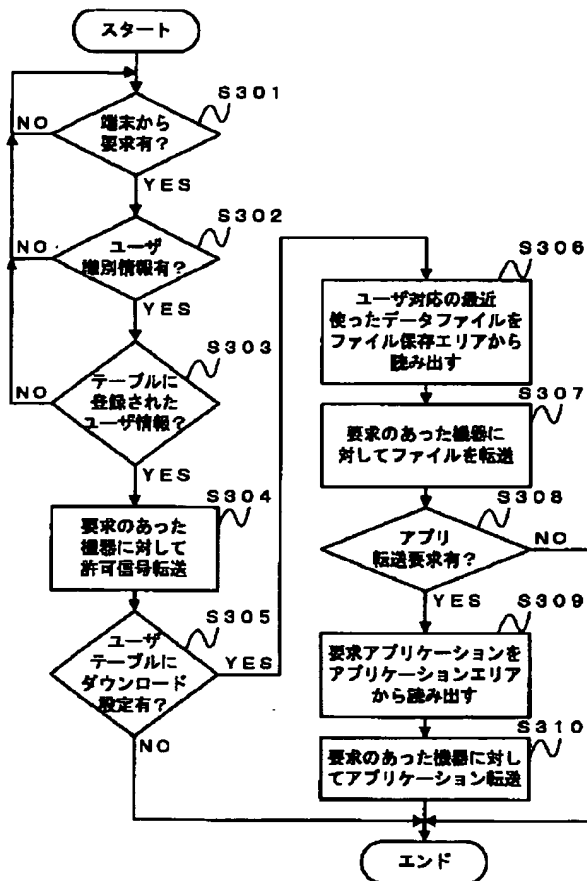 スタート
S301
端末から
要求有?
NO
YES
S302
ユーザ
識別情報有?
NO
YES
S303
テーブルに
登録された
ユーザ情報?
NO
YES
S304
要求のあった
機器に対して
許可信号転送
S305
ユーザ
テーブルに
ダウンロード
設定有?
YES
NO
S306
ユーザ対応の最近
使ったデータファイルを
ファイル保存エリアから
読み出す
S307
要求のあった機器に
対してファイルを転送
S308
アプリ
転送要求有?
NO
YES
S309
要求アプリケーションを
アプリケーションエリア
から読み出す
S310
要求のあった機器に対し
てアプリケーション転送
エンド